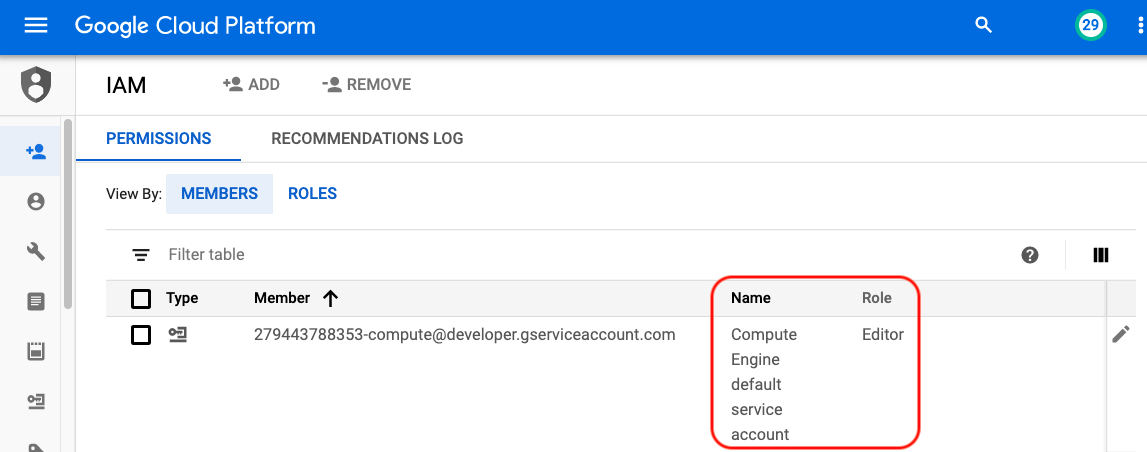 Google Cloud Platform
29
IAM
ADD
REMOVE
PERMISSIONS
RECOMMENDATIONS LOG
View By:
MEMBERS
ROLES
Filter table
Type
Member
Name
Role
279443788353-compute@developer.gserviceaccount.com
Compute
Engine
default
service
account
Editor